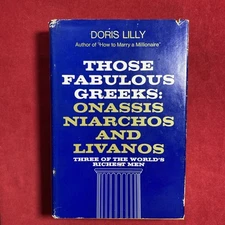 DORIS LILLY
Author of "How to Marry a Millionaire"
THOSE
FABULOUS
GREEKS:
ONASSIS
NIARCHOS
AND
LIVANOS
THREE OF THE WORLD'S
RICHEST MEN